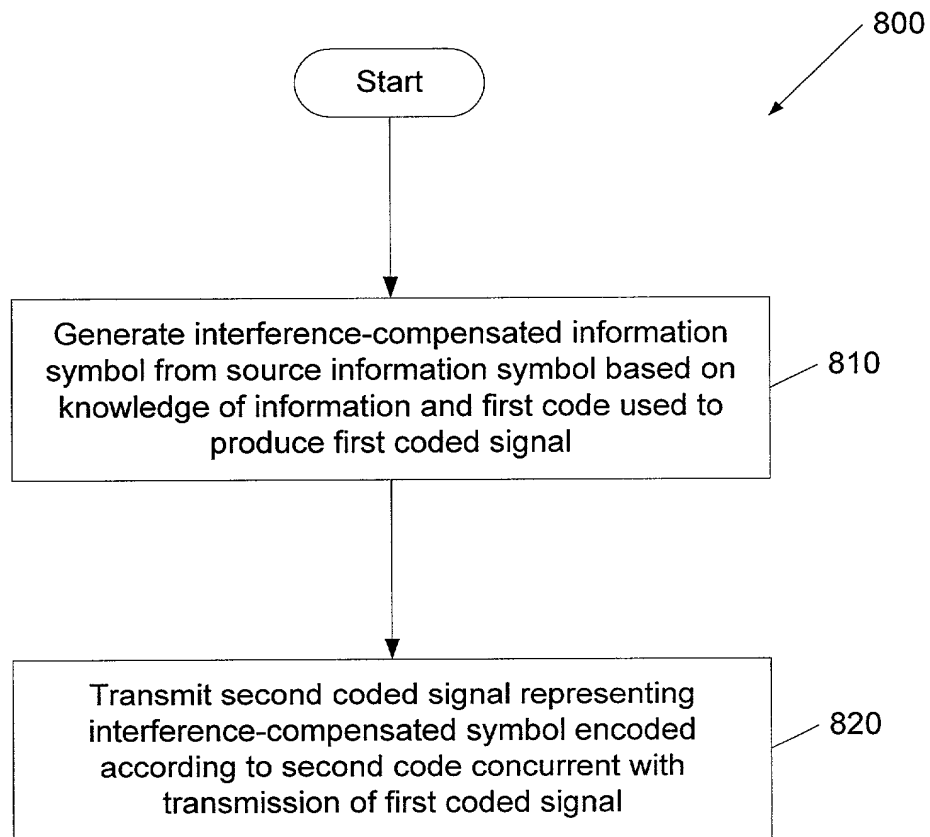 800
Start
Generate interference-compensated information
symbol from source information symbol based on
knowledge of information and first code used to
produce first coded signal
810
Transmit second coded signal representing
interference-compensated symbol encoded
according to second code concurrent with
transmission of first coded signal
820